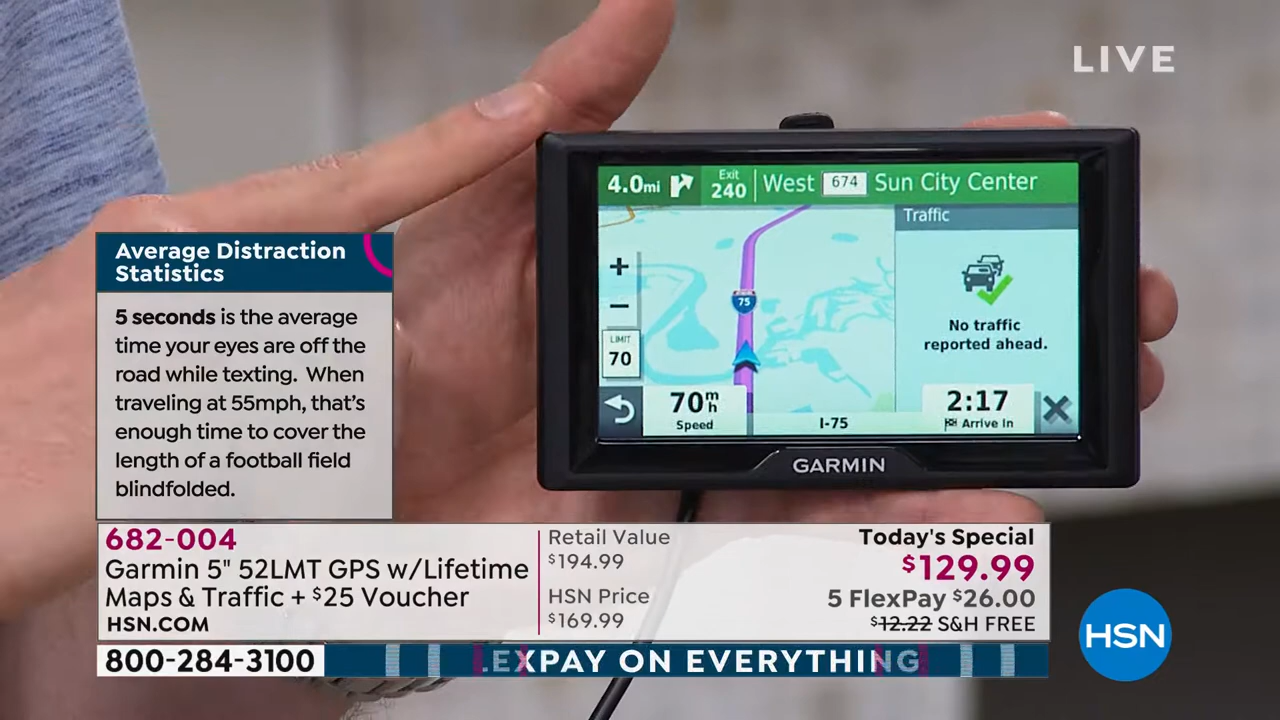 LIVE
4.0mi
Exit
240
West 674 Sun City Center
Traffic
+
−
75
LIMIT
70
No traffic
reported ahead.
70mh
Speed
I-75
2:17
Arrive In
GARMIN
Average Distraction
Statistics
5 seconds is the average
time your eyes are off the
road while texting. When
traveling at 55mph, that's
enough time to cover the
length of a football field
blindfolded.
682-004
Garmin 5" 52LMT GPS w/Lifetime
Maps & Traffic + $25 Voucher
HSN.COM
Retail Value
$194.99
HSN Price
$169.99
Today's Special
$129.99
5 FlexPay $26.00
$12.22 S&H FREE
HSN
800-284-3100
LEXPAY ON EVERYTHING